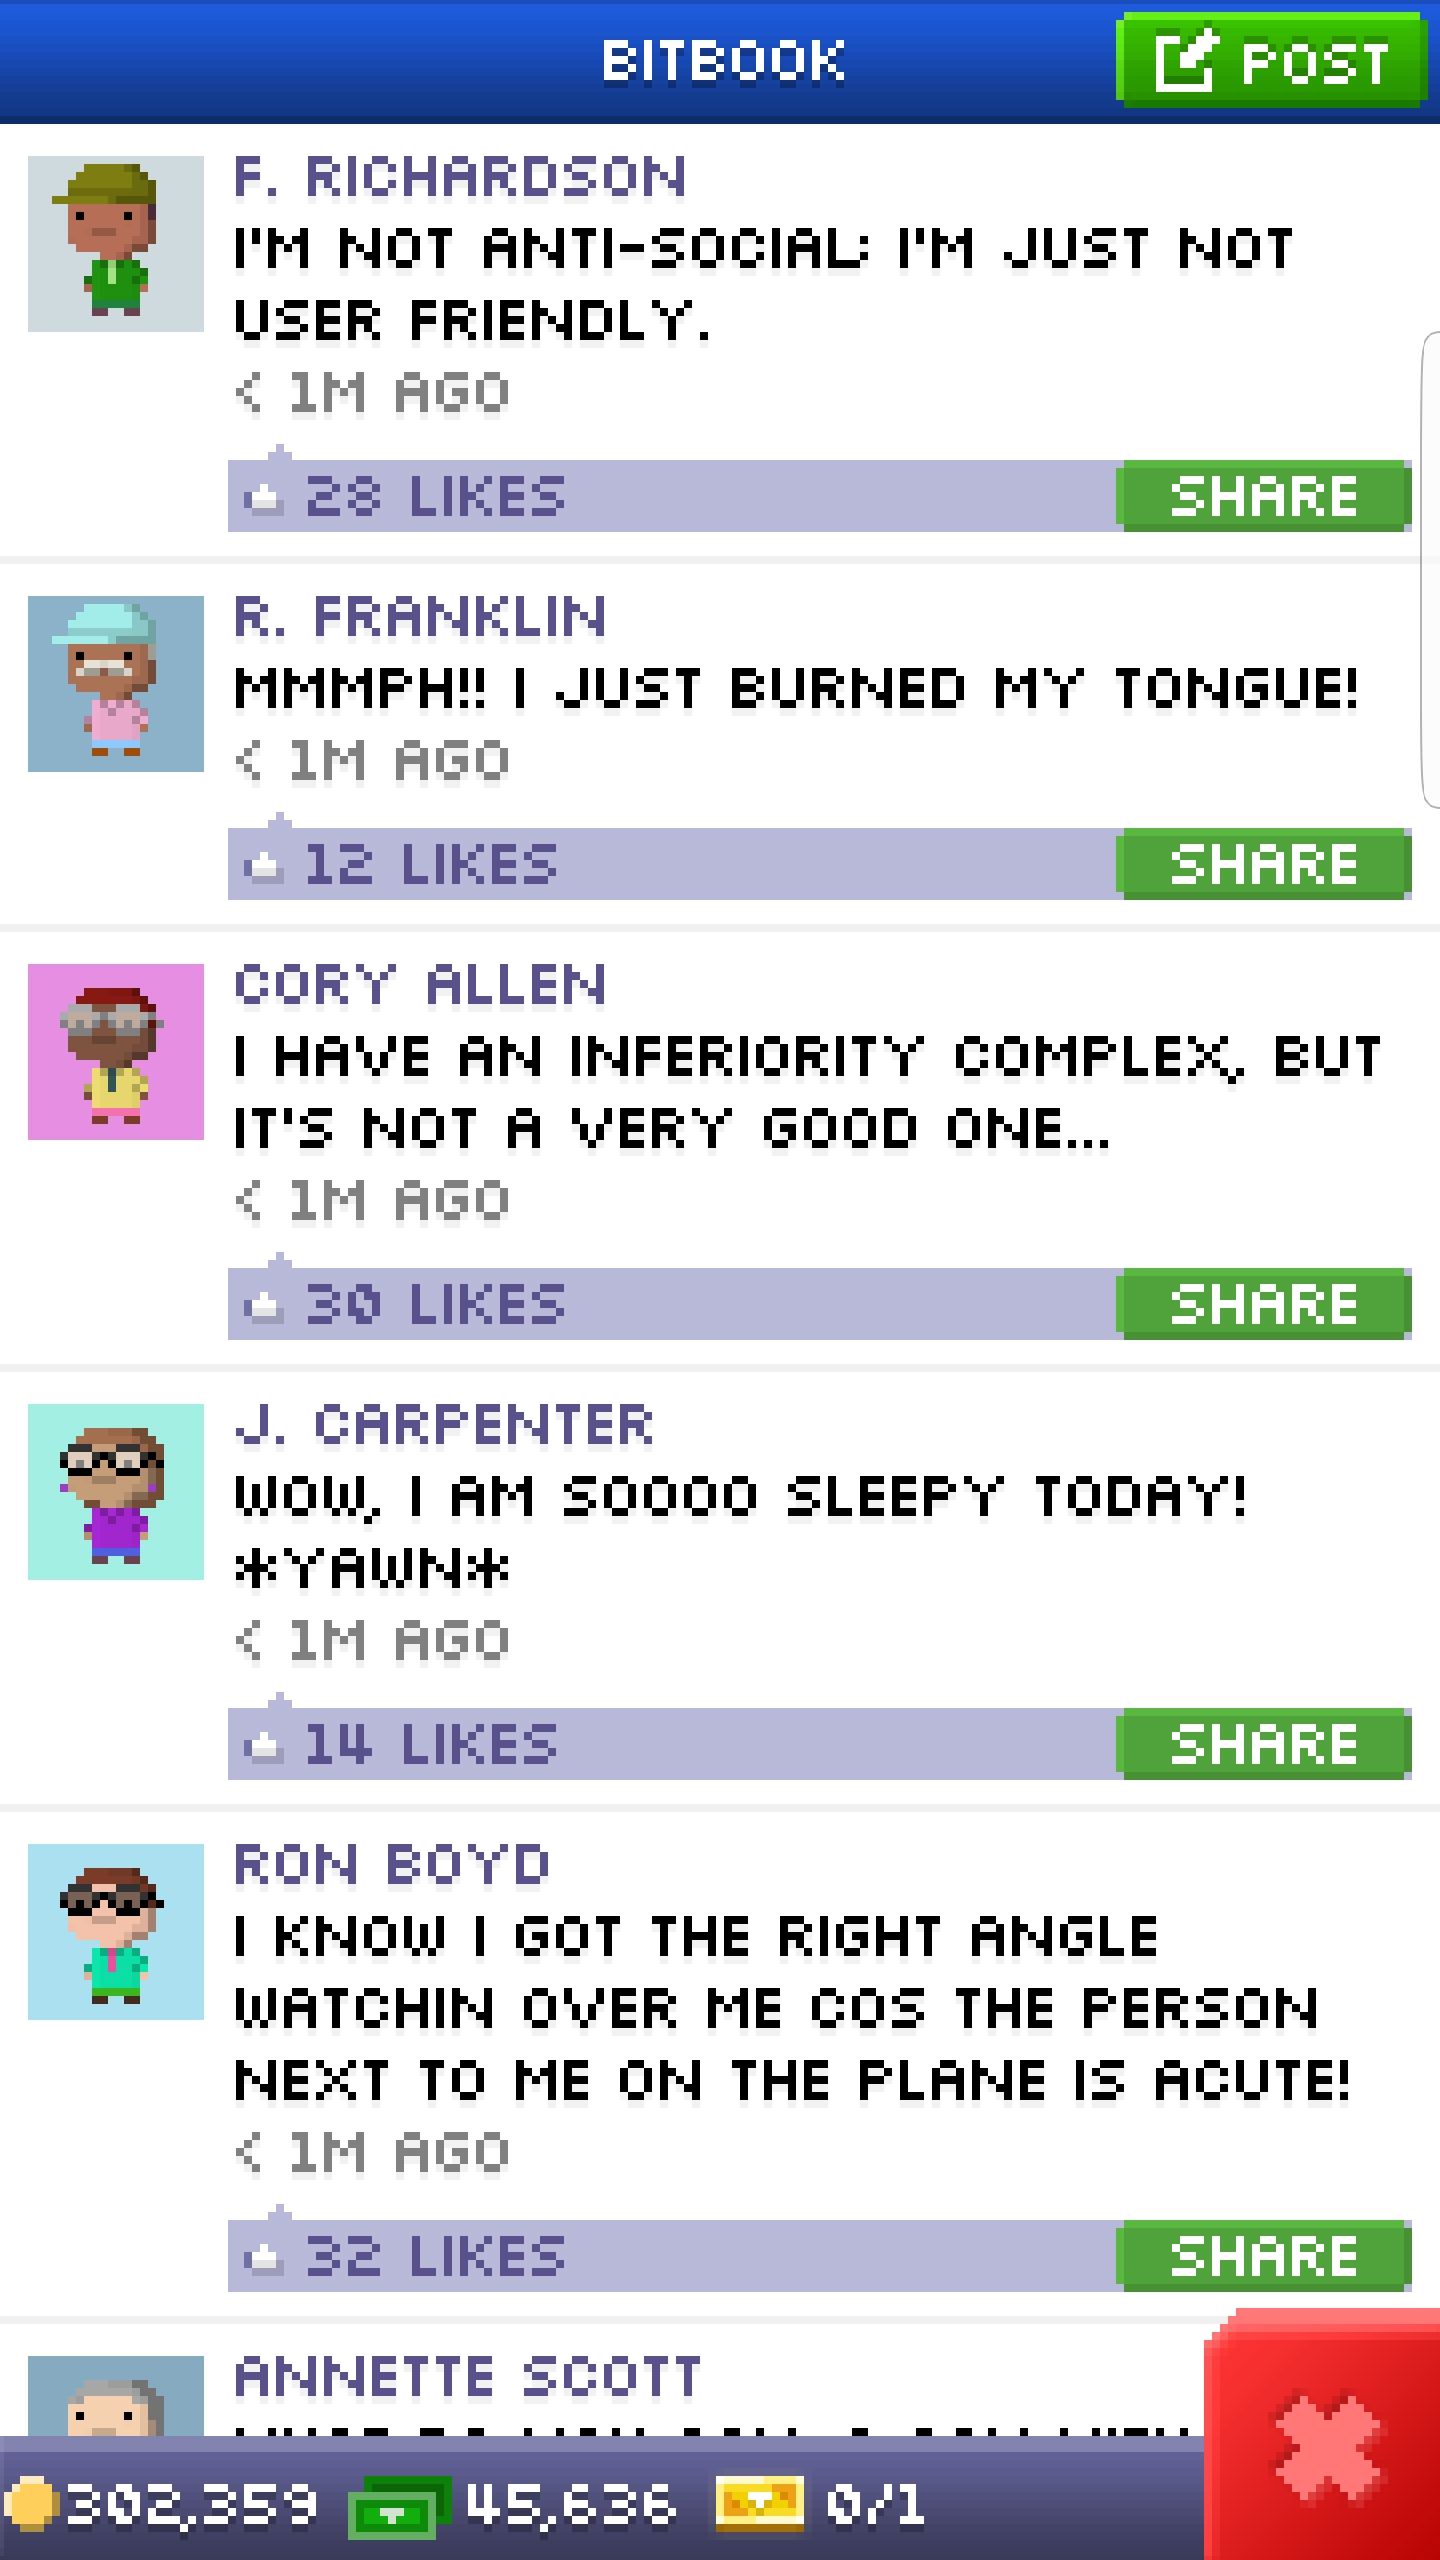 BITBOOK
POST
F. RICHARDSON
I'M NOT ANTI-SOCIAL; I'M JUST NOT
USER FRIENDLY.
< 1M AGO
28 LIKES
SHARE
R. FRANKLIN
MMMPH!! I JUST BURNED MY TONGUE!
< 1M AGO
12 LIKES
SHARE
CORY ALLEN
I HAVE AN INFERIORITY COMPLEX, BUT
IT'S NOT A VERY GOOD ONE...
< 1M AGO
30 LIKES
SHARE
J. CARPENTER
WOW, I AM SOOOO SLEEPY TODAY!
*YAWN*
< 1M AGO
14 LIKES
SHARE
RON BOYD
I KNOW I GOT THE RIGHT ANGLE
WATCHIN OVER ME COS THE PERSON
NEXT TO ME ON THE PLANE IS ACUTE!
< 1M AGO
32 LIKES
SHARE
ANNETTE SCOTT
302,359
45,636
0/1